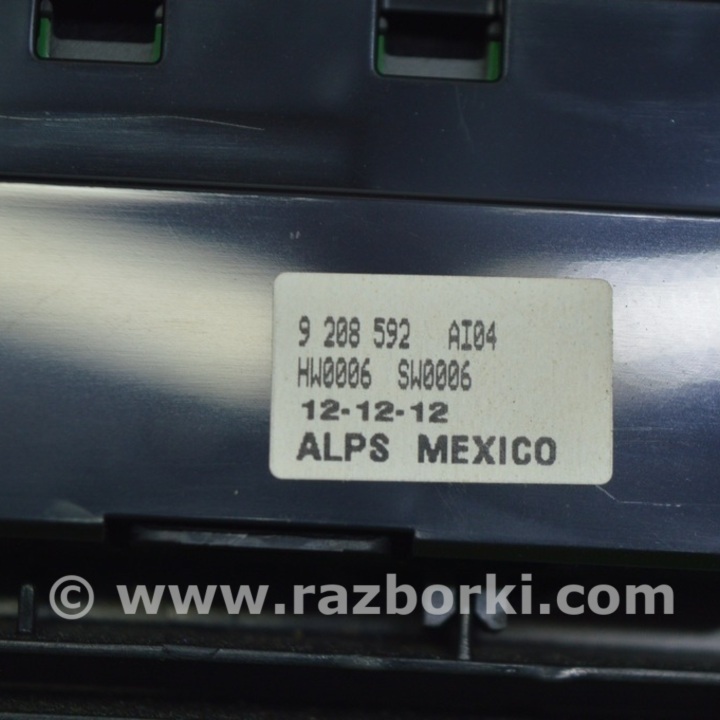 9 208 592 AI04
HW0006 SW0006
12-12-12
ALPS MEXICO
© www.razborki.com